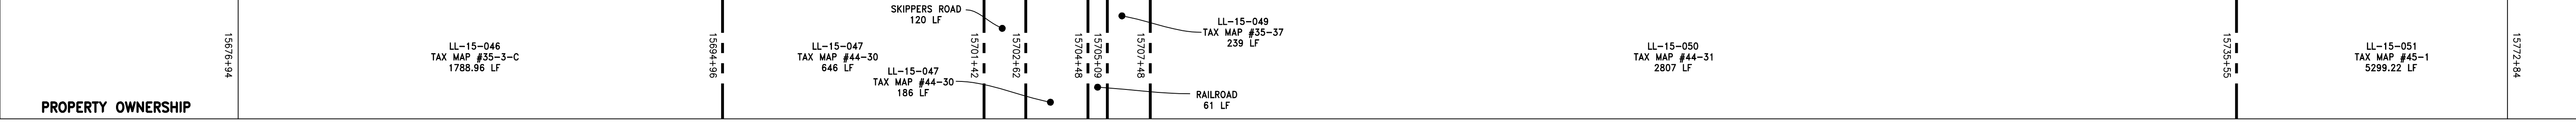 PROPERTY OWNERSHIP
15676+94
LL-15-046
TAX MAP #35-3-C
1788.96 LF
15694+96
LL-15-047
TAX MAP #44-30
646 LF
SKIPPERS ROAD
120 LF
LL-15-047
TAX MAP #44-30
186 LF
15701+42
15702+62
15704+48
15705+09
15707+48
LL-15-049
TAX MAP #35-37
239 LF
RAILROAD
61 LF
LL-15-050
TAX MAP #44-31
2807 LF
15735+55
LL-15-051
TAX MAP #45-1
5299.22 LF
15772+84